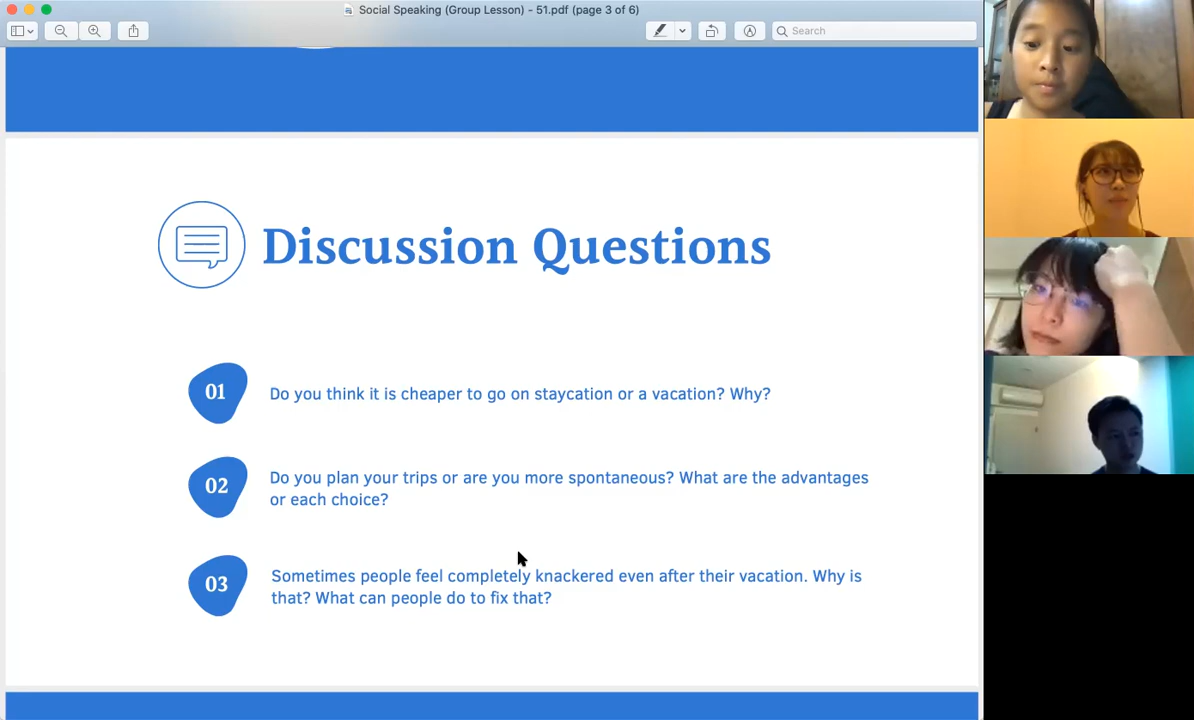 Social Speaking (Group Lesson) - 51.pdf (page 3 of 6)
Search
Discussion Questions
01
Do you think it is cheaper to go on staycation or a vacation? Why?
02
Do you plan your trips or are you more spontaneous? What are the advantages
or each choice?
03
Sometimes people feel completely knackered even after their vacation. Why is
that? What can people do to fix that?